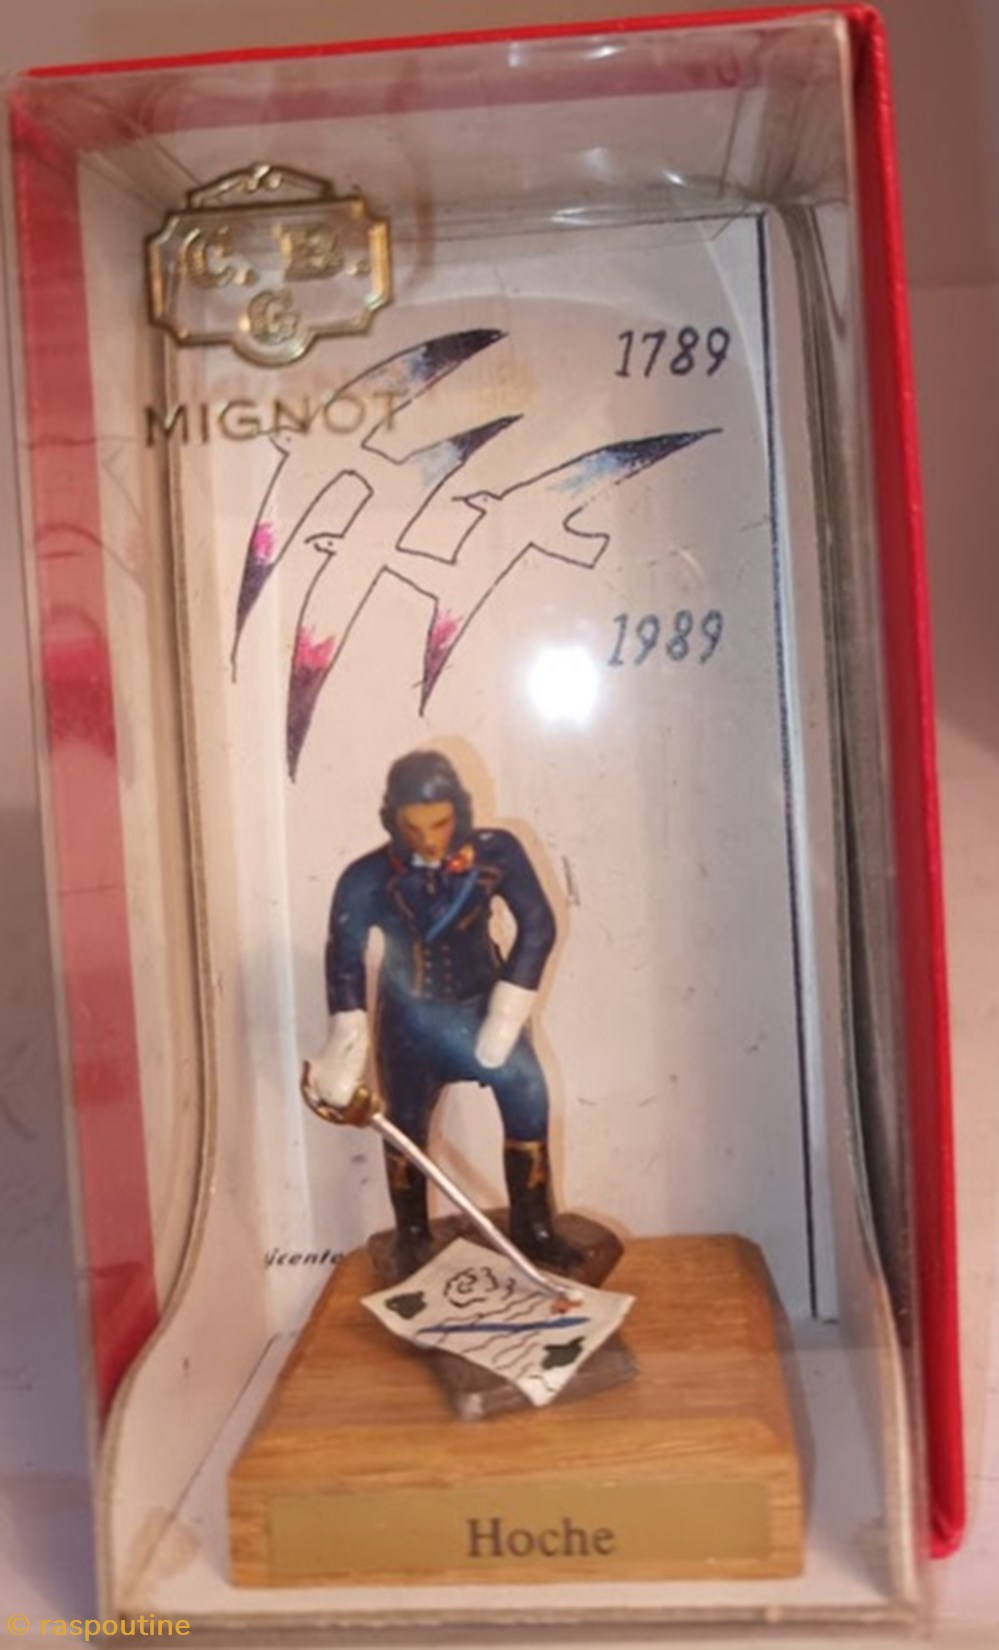 C. B.
G
MIGNOT
1789
1989
Hoche
© raspoutine